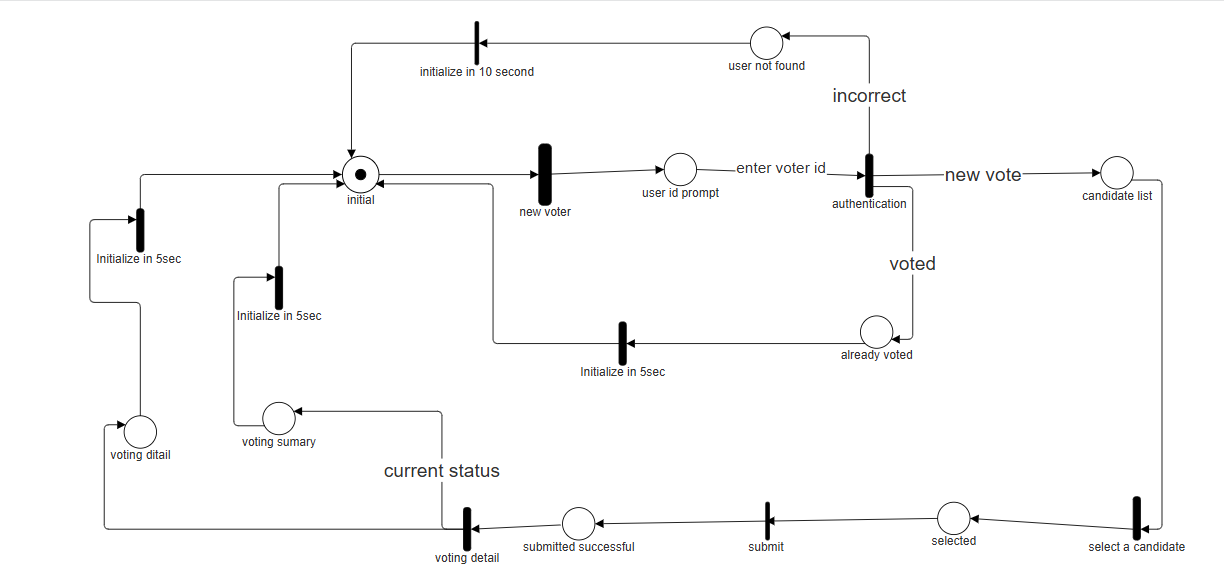 initialize in 10 second
user not found
incorrect
initial
new voter
user id prompt
enter voter id
authentication
new vote
candidate list
Initialize in 5sec
voted
Initialize in 5sec
already voted
Initialize in 5sec
voting ditail
voting sumary
current status
voting detail
submitted successful
submit
selected
select a candidate